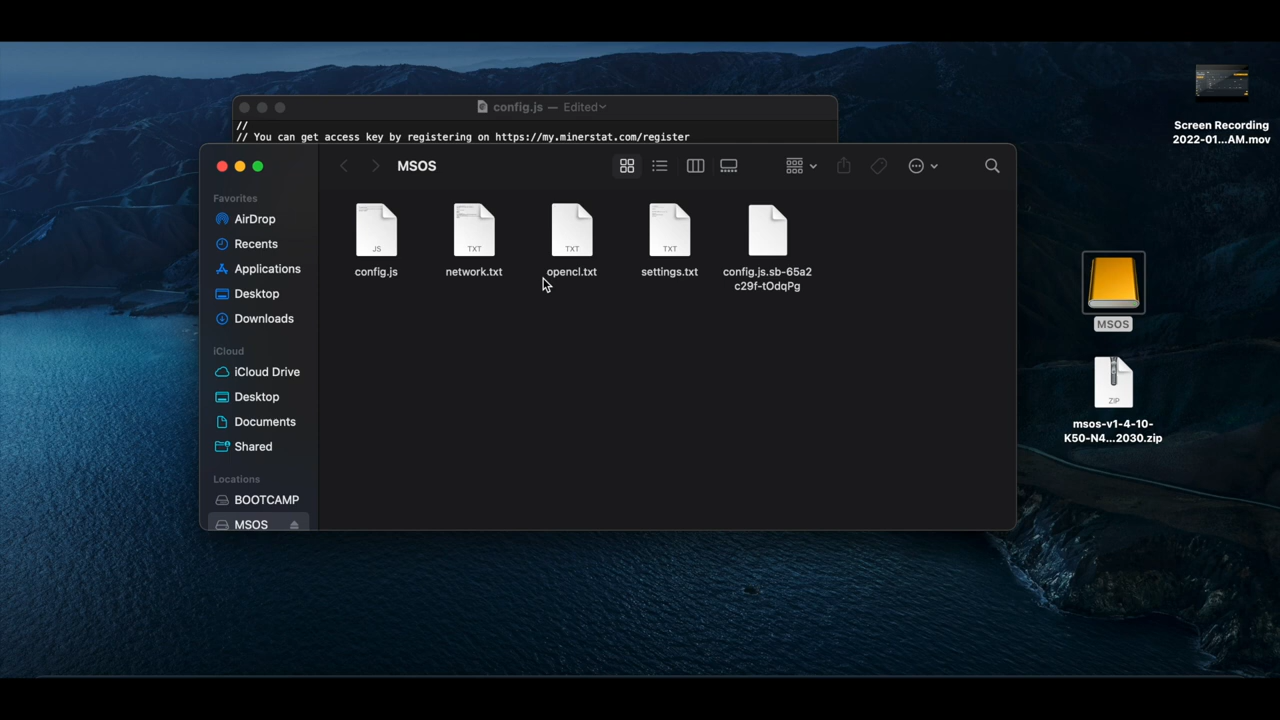 config.js — Edited
//
// You can get access key by registering on https://my.minerstat.com/register
MSOS
Favorites
AirDrop
Recents
Applications
Desktop
Downloads
iCloud
iCloud Drive
Desktop
Documents
Shared
Locations
BOOTCAMP
MSOS
JS
config.js
TXT
network.txt
TXT
opencl.txt
TXT
settings.txt
config.js.sb-65a2
c29f-tOdqPg
Screen Recording
2022-01...AM.mov
MSOS
ZIP
msos-v1-4-10-
K50-N4...2030.zip